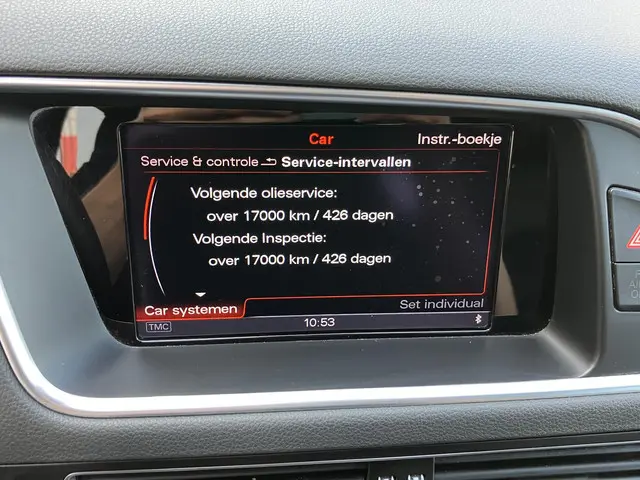 Car
Instr.-boekje
Service & controle Service-intervallen
Volgende olieservice:
over 17000 km / 426 dagen
Volgende Inspectie:
over 17000 km / 426 dagen
Car systemen
Set individual
TMC
10:53